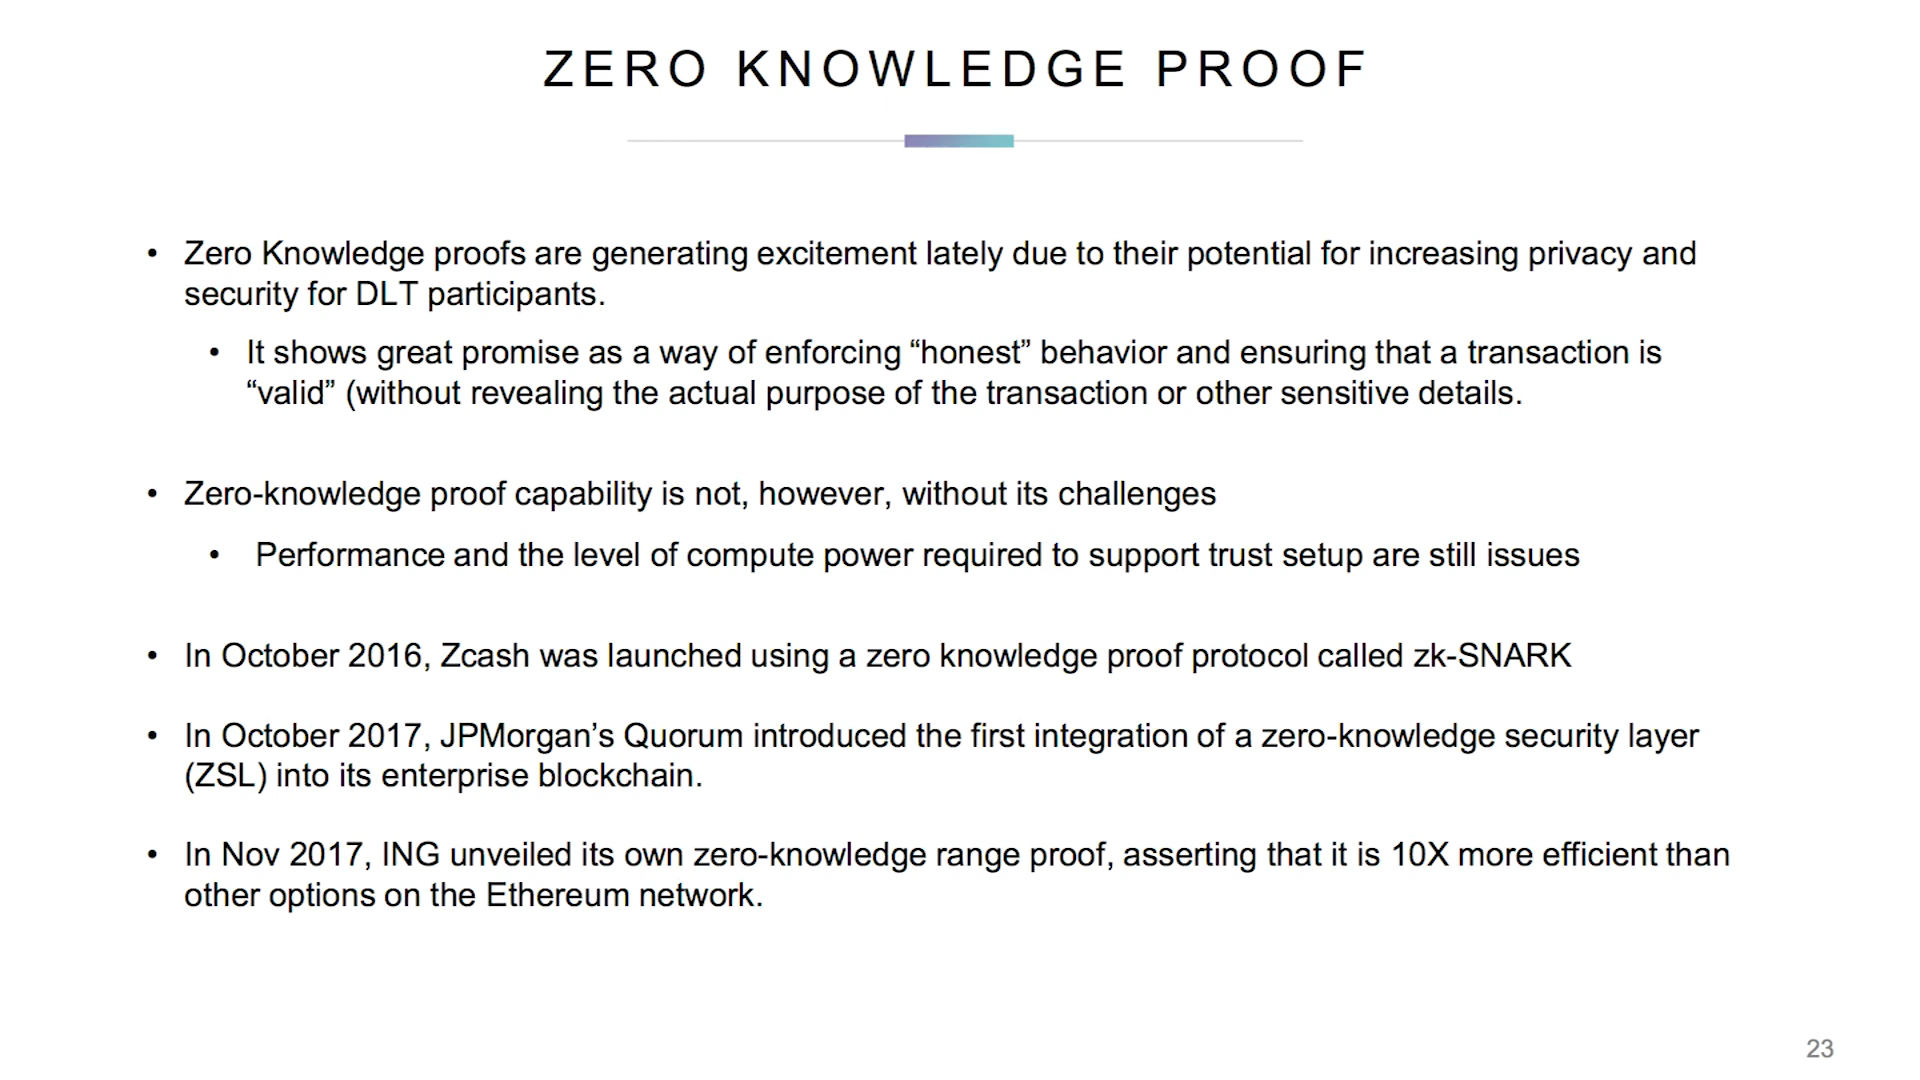 ZERO KNOWLEDGE PROOF
• Zero Knowledge proofs are generating excitement lately due to their potential for increasing privacy and
security for DLT participants.
• It shows great promise as a way of enforcing “honest” behavior and ensuring that a transaction is
“valid” (without revealing the actual purpose of the transaction or other sensitive details.
• Zero-knowledge proof capability is not, however, without its challenges
• Performance and the level of compute power required to support trust setup are still issues
• In October 2016, Zcash was launched using a zero knowledge proof protocol called zk-SNARK
• In October 2017, JPMorgan’s Quorum introduced the first integration of a zero-knowledge security layer
(ZSL) into its enterprise blockchain.
• In Nov 2017, ING unveiled its own zero-knowledge range proof, asserting that it is 10X more efficient than
other options on the Ethereum network.
23